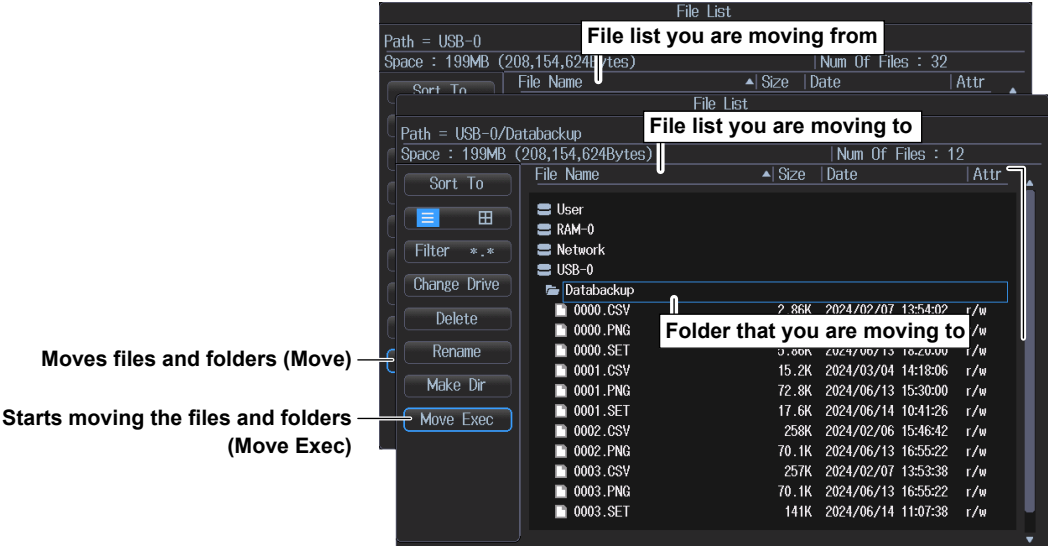 File List
File list you are moving from
Path = USB-0
Space : 199MB (208,154,624Bytes) Num Of Files : 32
Sort To File Name Size Date Attr
File List
File list you are moving to
Path = USB-0/Databackup
Space : 199MB (208,154,624Bytes) Num Of Files : 12
File Name Size Date Attr
Sort To
User
RAM-0
Filter *.* Network
USB-0
Change Drive Databackup
0000.CSV 2.86K 2024/02/07 13:54:02 r/w
Delete
Folder that you are moving to
0000.PNG r/w
0000.SET 5.86K 2024/06/13 18:20:00 r/w
Moves files and folders (Move)
Rename
0001.CSV 15.2K 2024/03/04 14:18:06 r/w
Make Dir 0001.PNG 72.8K 2024/06/13 15:30:00 r/w
0001.SET 17.6K 2024/06/14 10:41:26 r/w
Starts moving the files and folders
(Move Exec)
Move Exec
0002.CSV 258K 2024/02/06 15:46:42 r/w
0002.PNG 70.1K 2024/06/13 16:55:22 r/w
0003.CSV 257K 2024/02/07 13:53:38 r/w
0003.PNG 70.1K 2024/06/13 16:55:22 r/w
0003.SET 141K 2024/06/14 11:07:38 r/w